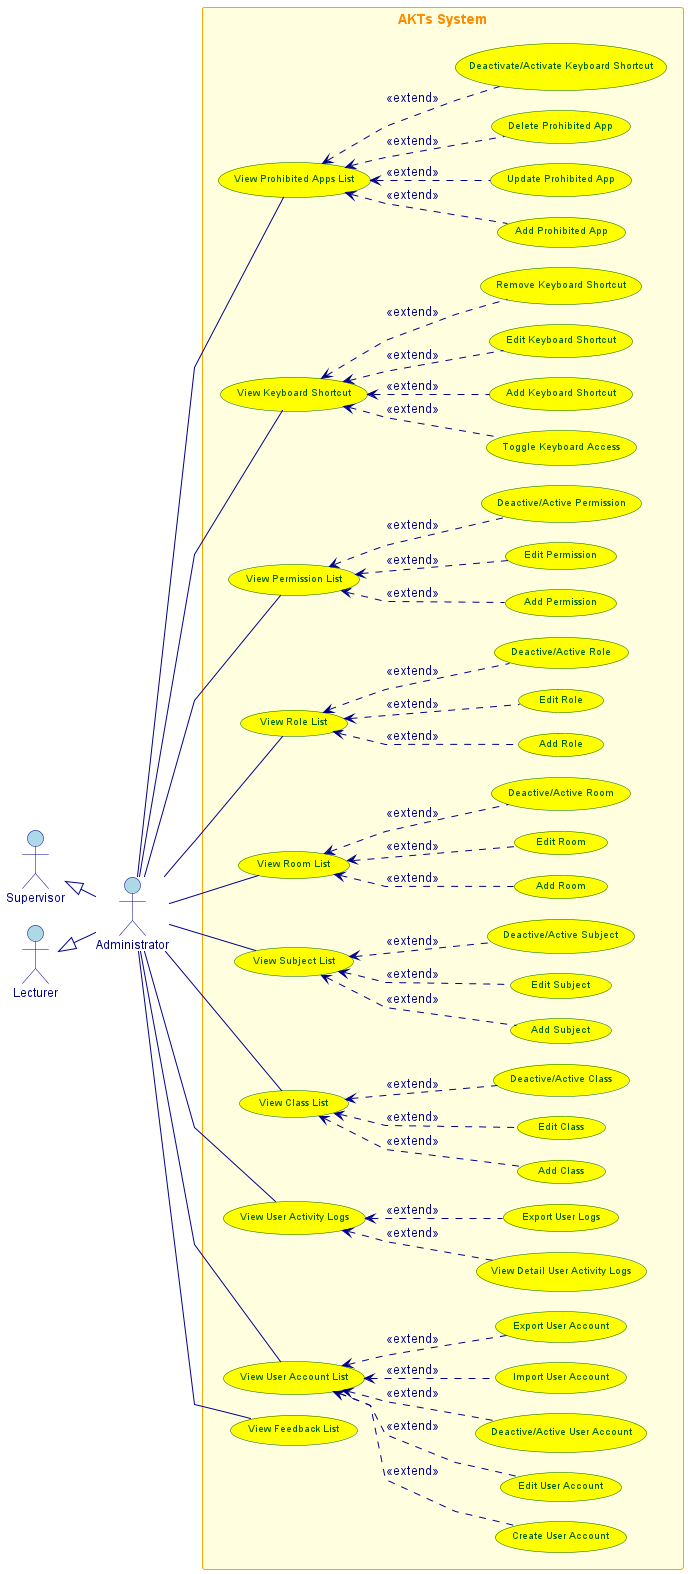 AKTs System
Deactivate/Activate Keyboard Shortcut
«extend»
Delete Prohibited App
«extend»
View Prohibited Apps List
«extend»
Update Prohibited App
«extend»
Add Prohibited App
Remove Keyboard Shortcut
«extend»
Edit Keyboard Shortcut
«extend»
View Keyboard Shortcut
«extend»
Add Keyboard Shortcut
«extend»
Toggle Keyboard Access
Deactive/Active Permission
«extend»
Edit Permission
«extend»
View Permission List
«extend»
Add Permission
Deactive/Active Role
«extend»
Edit Role
«extend»
View Role List
Add Role
«extend»
Deactive/Active Room
«extend»
Edit Room
«extend»
View Room List
«extend»
Add Room
Supervisor
Administrator
Lecturer
Deactive/Active Subject
«extend»
View Subject List
«extend»
Edit Subject
«extend»
Add Subject
Deactive/Active Class
«extend»
View Class List
«extend»
Edit Class
«extend»
Add Class
«extend»
View User Activity Logs
Export User Logs
«extend»
View Detail User Activity Logs
Export User Account
«extend»
View User Account List
«extend»
Import User Account
«extend»
View Feedback List
«extend»
Deactive/Active User Account
«extend»
Edit User Account
Create User Account